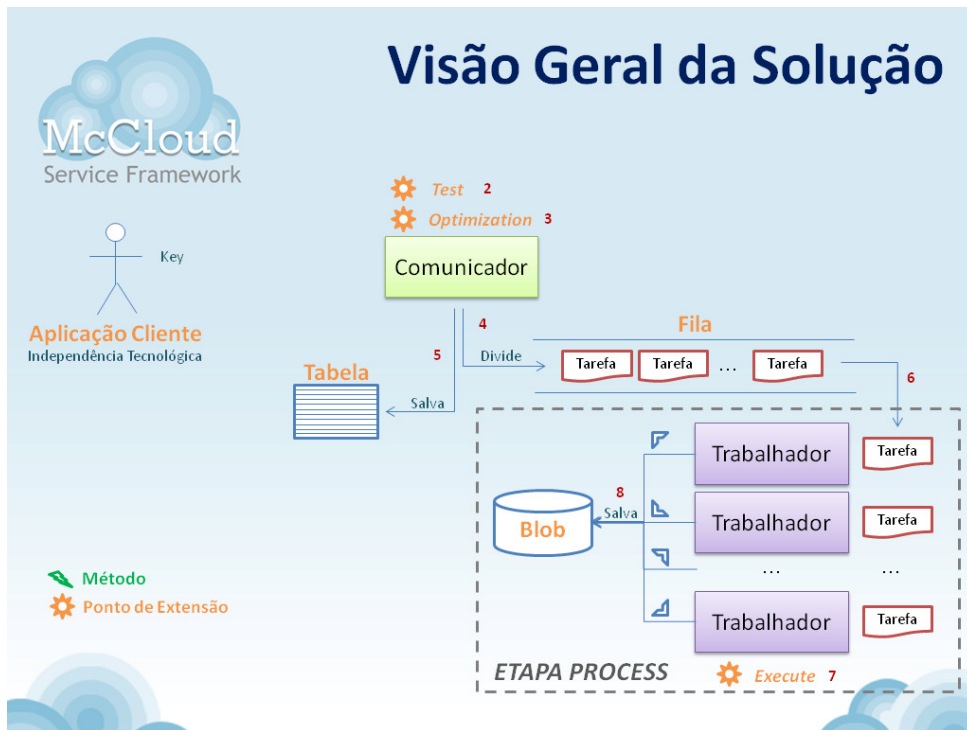 Visão Geral da Solução
McCloud
Service Framework
Test 2
Optimization 3
Comunicador
Key
Aplicação Cliente
Independência Tecnológica
4
5
Divide
Fila
Tarefa
Tarefa
...
Tarefa
6
Tabela
Salva
Trabalhador
Tarefa
8
Salva
Blob
Trabalhador
Tarefa
...
...
Trabalhador
Tarefa
Método
Ponto de Extensão
ETAPA PROCESS
Execute 7